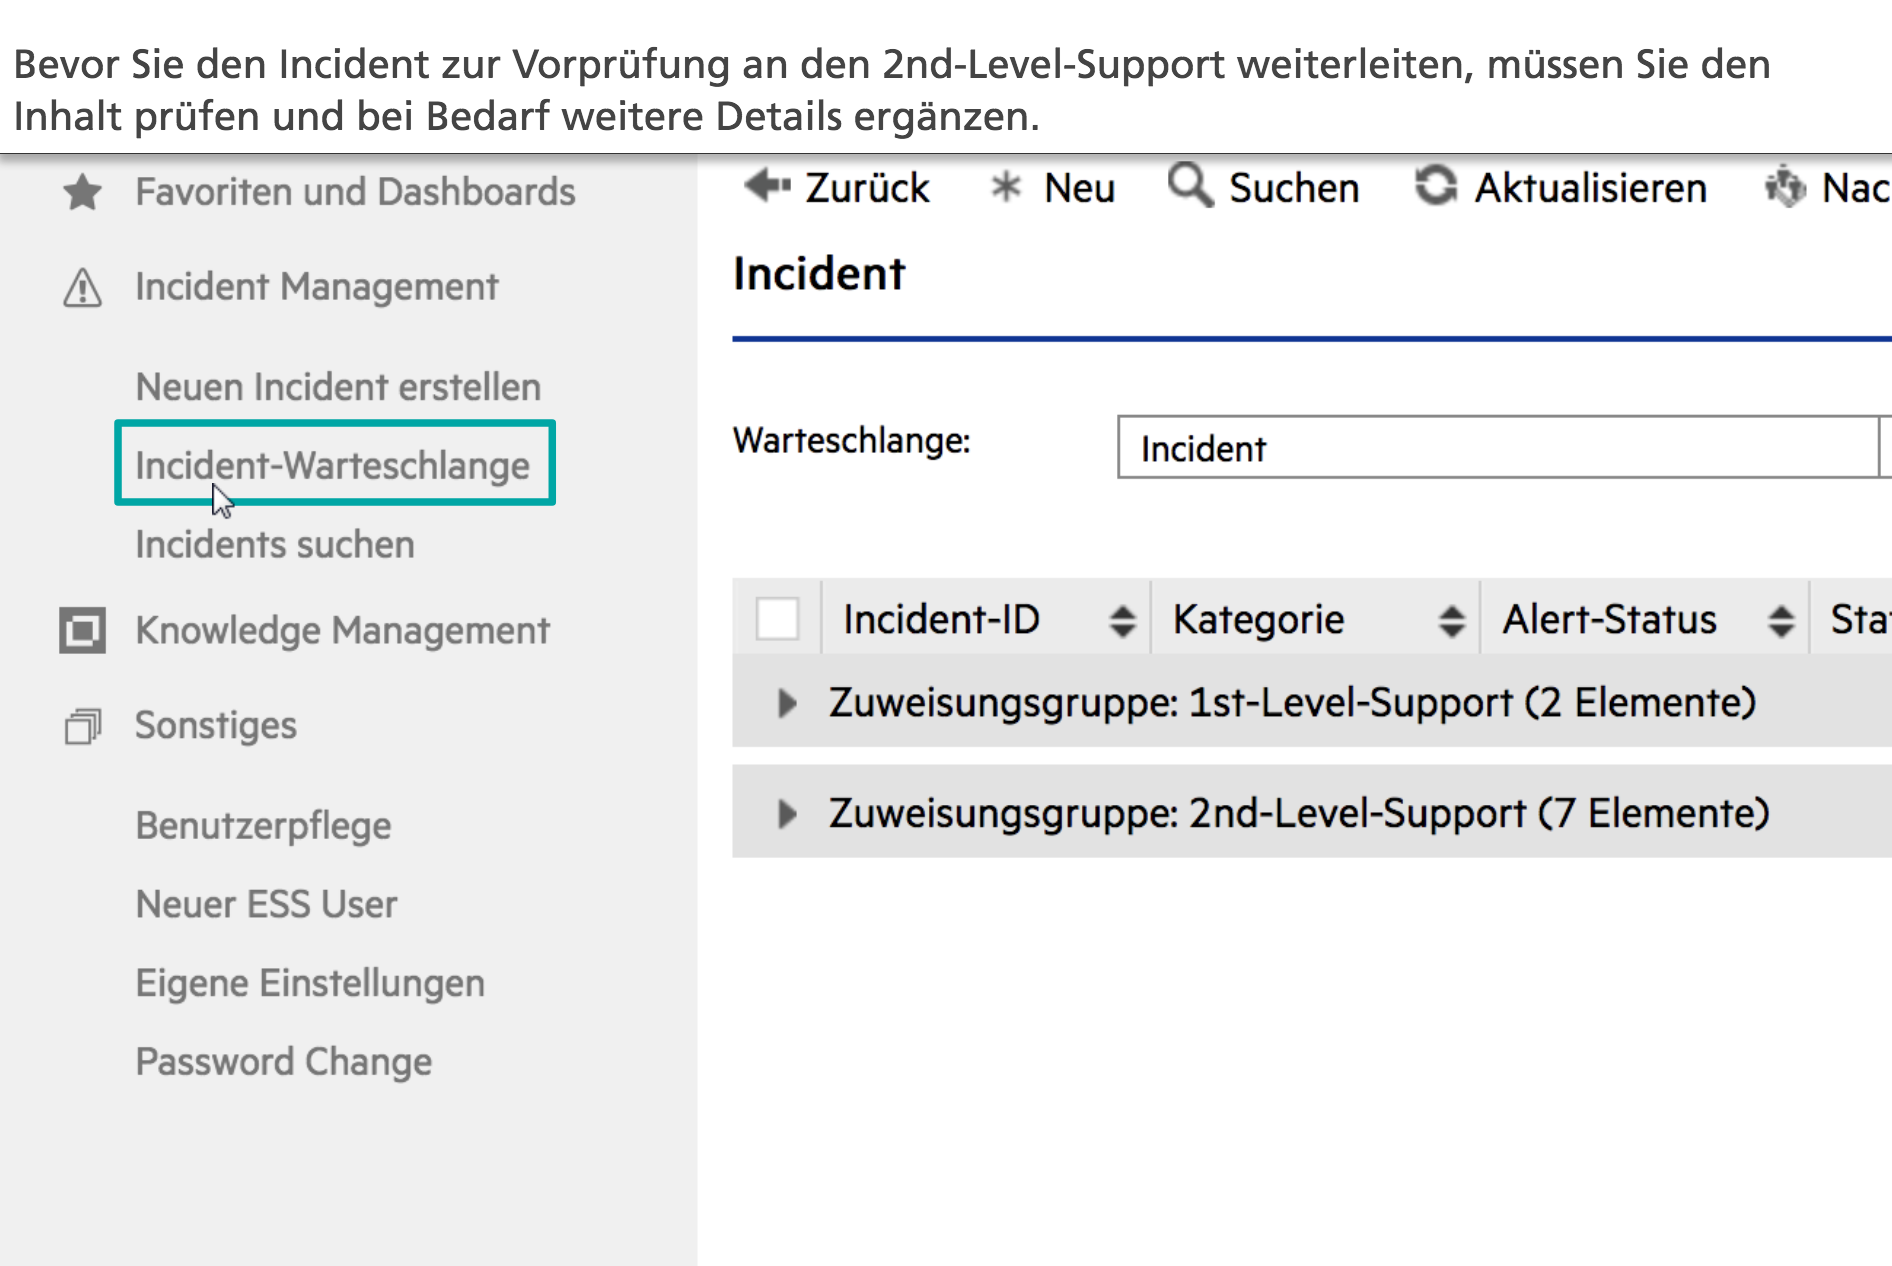 Bevor Sie den Incident zur Vorprüfung an den 2nd-Level-Support weiterleiten, müssen Sie den
Inhalt prüfen und bei Bedarf weitere Details ergänzen.
Favoriten und Dashboards
Incident Management
Neuen Incident erstellen
Incident-Warteschlange
Incidents suchen
Knowledge Management
Sonstiges
Benutzerpflege
Neuer ESS User
Eigene Einstellungen
Password Change
Zurück Neu Suchen Aktualisieren Nac
Incident
Warteschlange: Incident
Incident-ID Kategorie Alert-Status Sta
Zuweisungsgruppe: 1st-Level-Support (2 Elemente)
Zuweisungsgruppe: 2nd-Level-Support (7 Elemente)